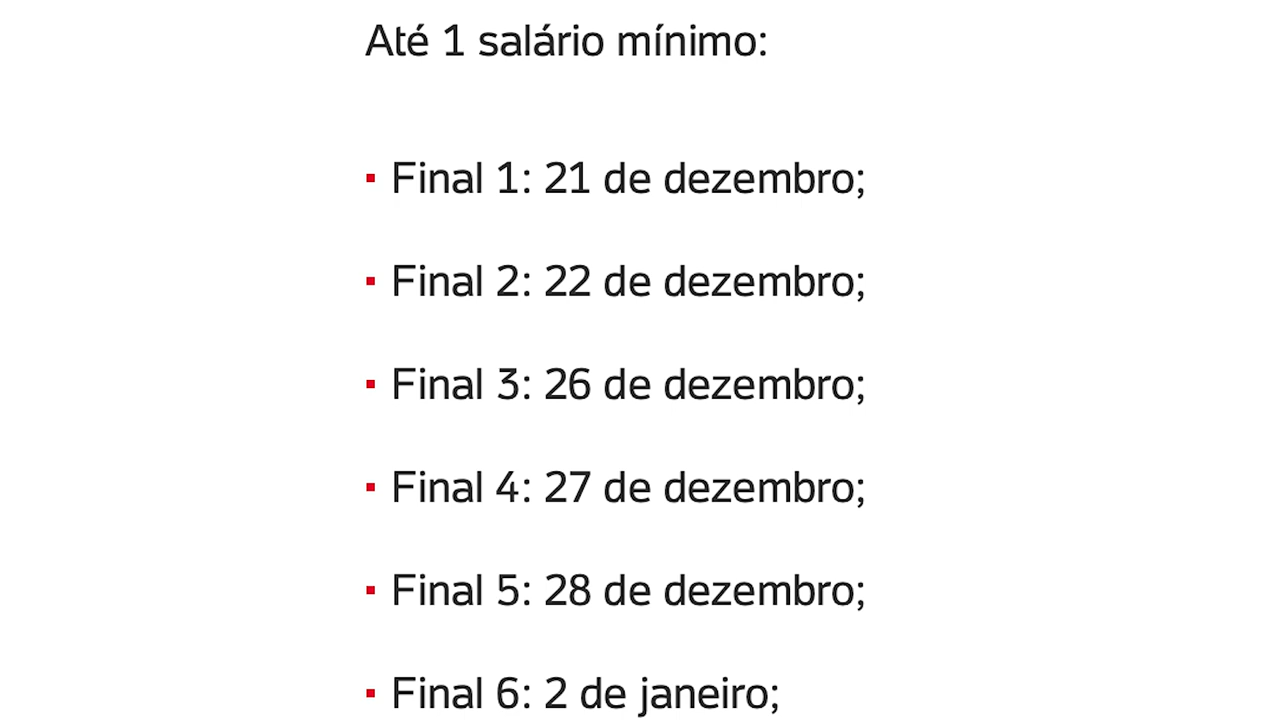 Até 1 salário mínimo:
▪ Final 1: 21 de dezembro;
▪ Final 2: 22 de dezembro;
▪ Final 3: 26 de dezembro;
▪ Final 4: 27 de dezembro;
▪ Final 5: 28 de dezembro;
▪ Final 6: 2 de janeiro;